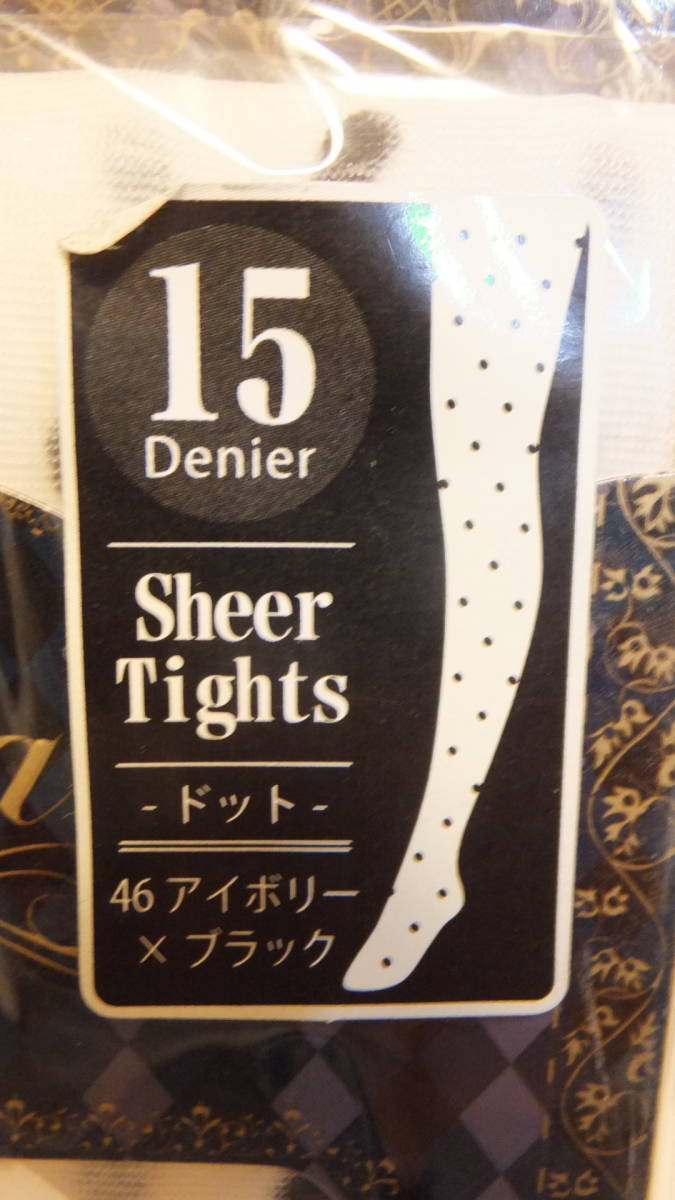 15
Denier
Sheer
Tights
- ドット -
46 アイボリー
× ブラック